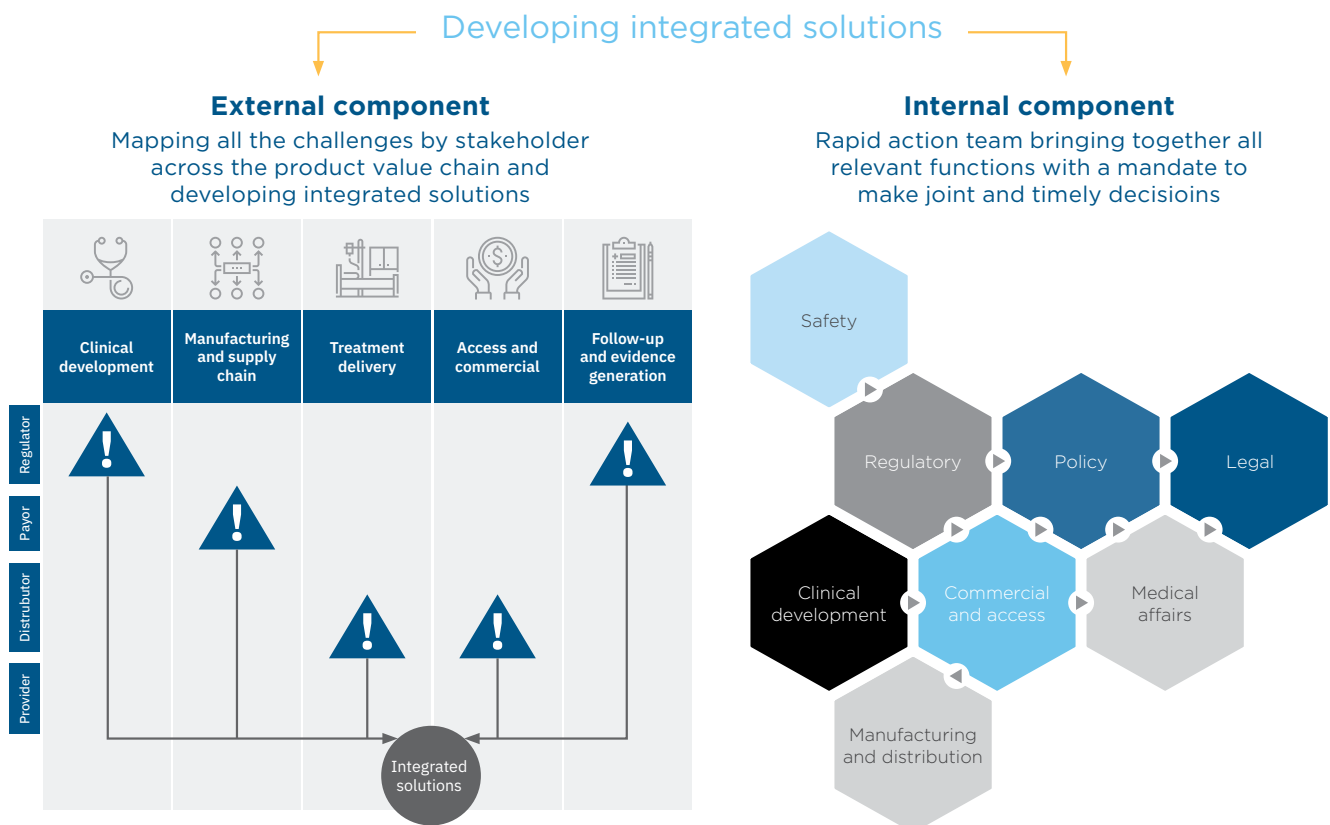 Developing integrated solutions
External component
Mapping all the challenges by stakeholder
across the product value chain and
developing integrated solutions
Clinical
development
Manufacturing
and supply
chain
Treatment
delivery
Access and
commercial
Follow-up
and evidence
generation
Regulator
Payor
Distrubutor
Provider
Integrated
solutions
Internal component
Rapid action team bringing together all
relevant functions with a mandate to
make joint and timely decisioins
Safety
Regulatory
Policy
Legal
Clinical
development
Commercial
and access
Medical
affairs
Manufacturing
and distribution